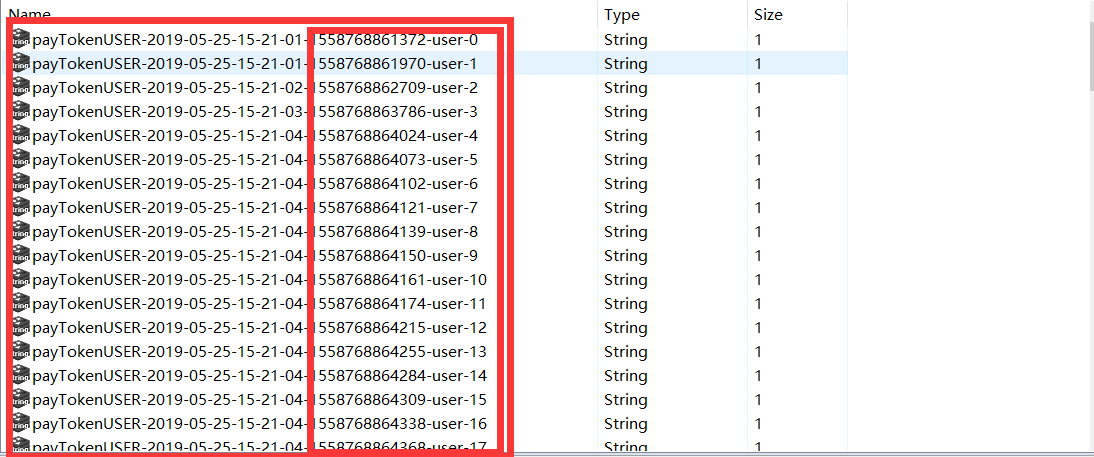 Name Type Size
payTokenUSER-2019-05-25-15-21-01-1558768861372-user-0 String 1
payTokenUSER-2019-05-25-15-21-01-1558768861970-user-1 String 1
payTokenUSER-2019-05-25-15-21-02-1558768862709-user-2 String 1
payTokenUSER-2019-05-25-15-21-03-1558768863786-user-3 String 1
payTokenUSER-2019-05-25-15-21-04-1558768864024-user-4 String 1
payTokenUSER-2019-05-25-15-21-04-1558768864073-user-5 String 1
payTokenUSER-2019-05-25-15-21-04-1558768864102-user-6 String 1
payTokenUSER-2019-05-25-15-21-04-1558768864121-user-7 String 1
payTokenUSER-2019-05-25-15-21-04-1558768864139-user-8 String 1
payTokenUSER-2019-05-25-15-21-04-1558768864150-user-9 String 1
payTokenUSER-2019-05-25-15-21-04-1558768864161-user-10 String 1
payTokenUSER-2019-05-25-15-21-04-1558768864174-user-11 String 1
payTokenUSER-2019-05-25-15-21-04-1558768864215-user-12 String 1
payTokenUSER-2019-05-25-15-21-04-1558768864255-user-13 String 1
payTokenUSER-2019-05-25-15-21-04-1558768864284-user-14 String 1
payTokenUSER-2019-05-25-15-21-04-1558768864309-user-15 String 1
payTokenUSER-2019-05-25-15-21-04-1558768864338-user-16 String 1
payTokenUSER-2019-05-25-15-21-04-1558768864368-user-17 String 1